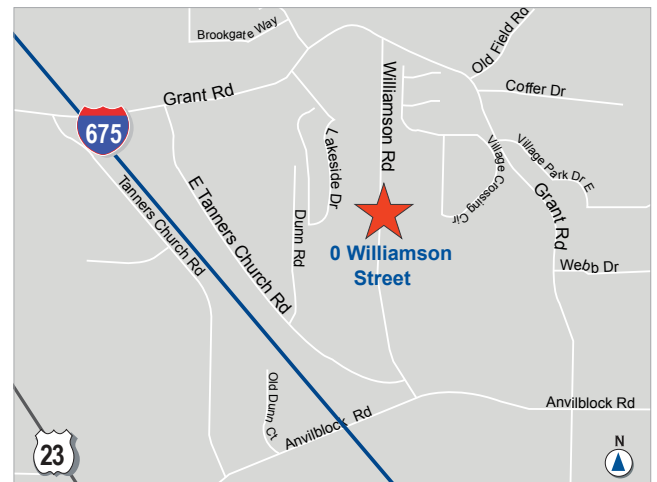 Brookgate Way
Old Field Rd
Williamson Rd
Grant Rd
Coffer Dr
675
Lakeside Dr
Village Crossing Cir
Village Park Dr E
Tanners Church Rd
E Tanners Church Rd
Dunn Rd
Grant Rd
0 Williamson
Street
Webb Dr
Old Dunn Ct
Anvilblock Rd
Anvilblock Rd
23
N